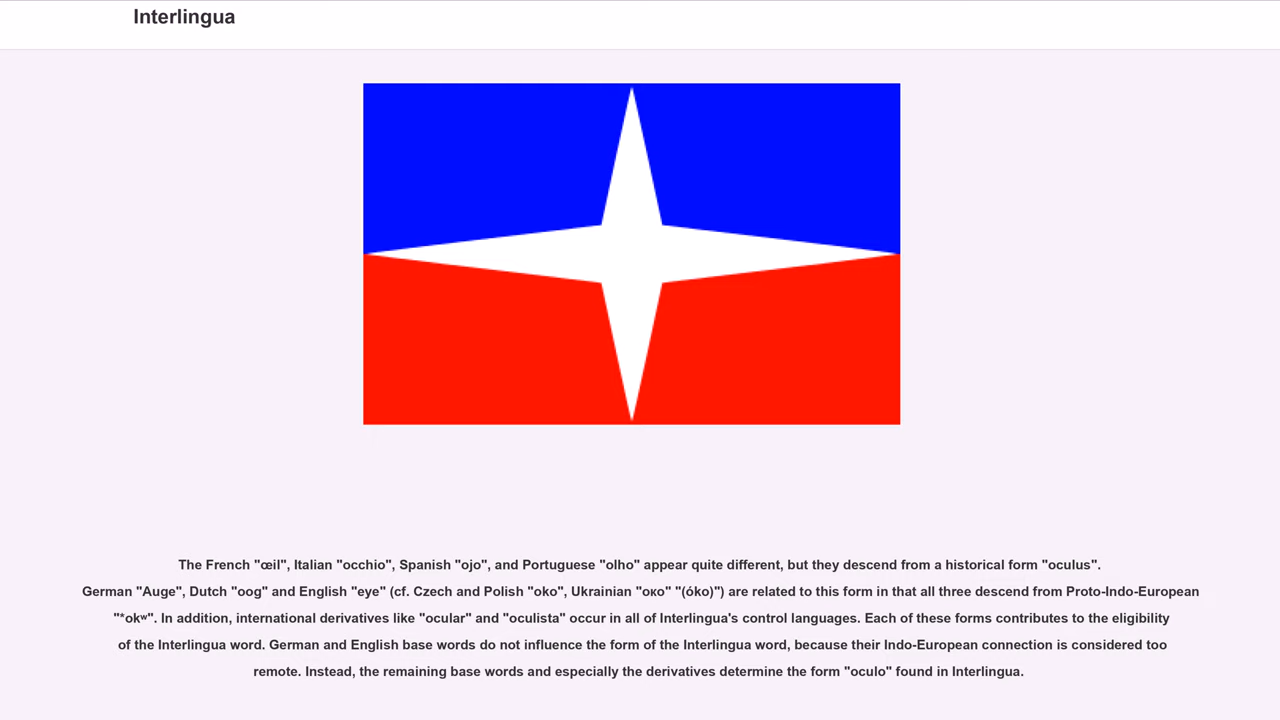 Interlingua
The French "œil", Italian "occhio", Spanish "ojo", and Portuguese "olho" appear quite different, but they descend from a historical form "oculus".
German "Auge", Dutch "oog" and English "eye" (cf. Czech and Polish "oko", Ukrainian "око" "(óko)") are related to this form in that all three descend from Proto-Indo-European
"*okʷ". In addition, international derivatives like "ocular" and "oculista" occur in all of Interlingua's control languages. Each of these forms contributes to the eligibility
of the Interlingua word. German and English base words do not influence the form of the Interlingua word, because their Indo-European connection is considered too
remote. Instead, the remaining base words and especially the derivatives determine the form "oculo" found in Interlingua.